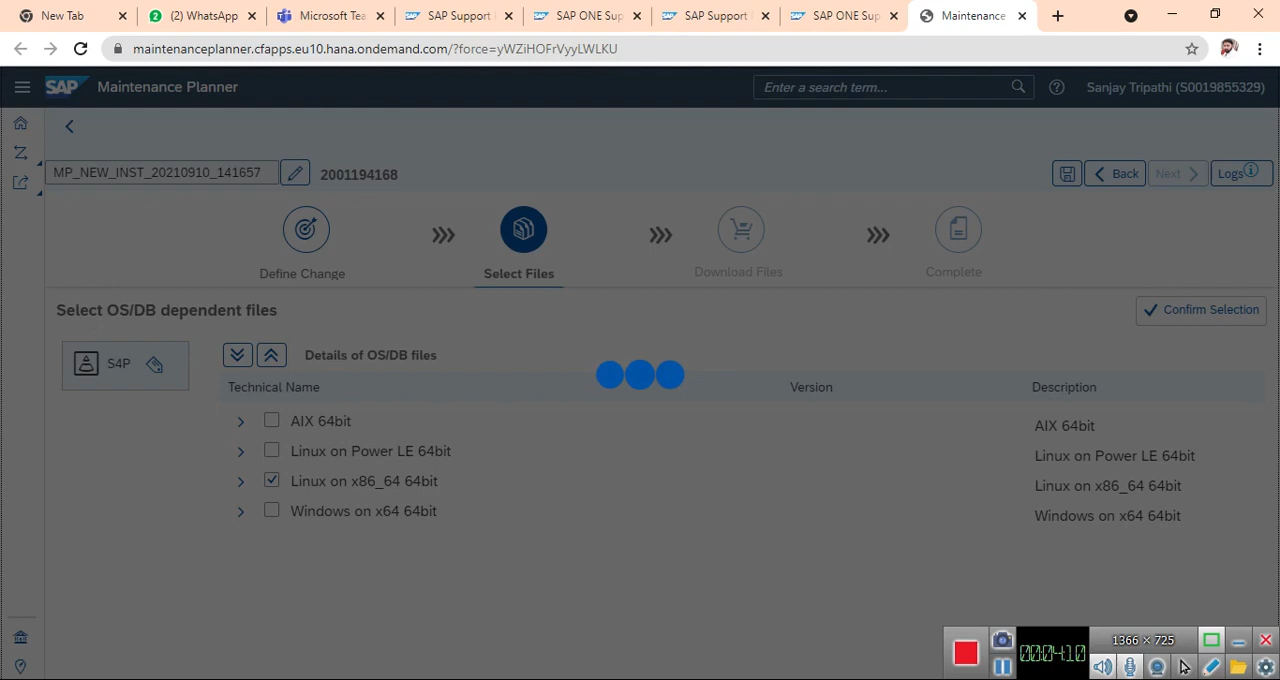 New Tab
(2) WhatsApp
Microsoft Tea
SAP Support
SAP ONE Sup
SAP Support
SAP ONE Sup
Maintenance
maintenanceplanner.cfapps.eu10.hana.ondemand.com/?force=yWZiHOFrVyyLWLKU
SAP Maintenance Planner
Enter a search term...
Sanjay Tripathi (S0019855329)
MP_NEW_INST_20210910_141657
2001194168
Back
Next
Logs
Define Change
Select Files
Download Files
Complete
Select OS/DB dependent files
Confirm Selection
S4P
Details of OS/DB files
Technical Name Version Description
AIX 64bit AIX 64bit
Linux on Power LE 64bit Linux on Power LE 64bit
Linux on x86_64 64bit Linux on x86_64 64bit
Windows on x64 64bit Windows on x64 64bit
1366 × 725
00:04:10